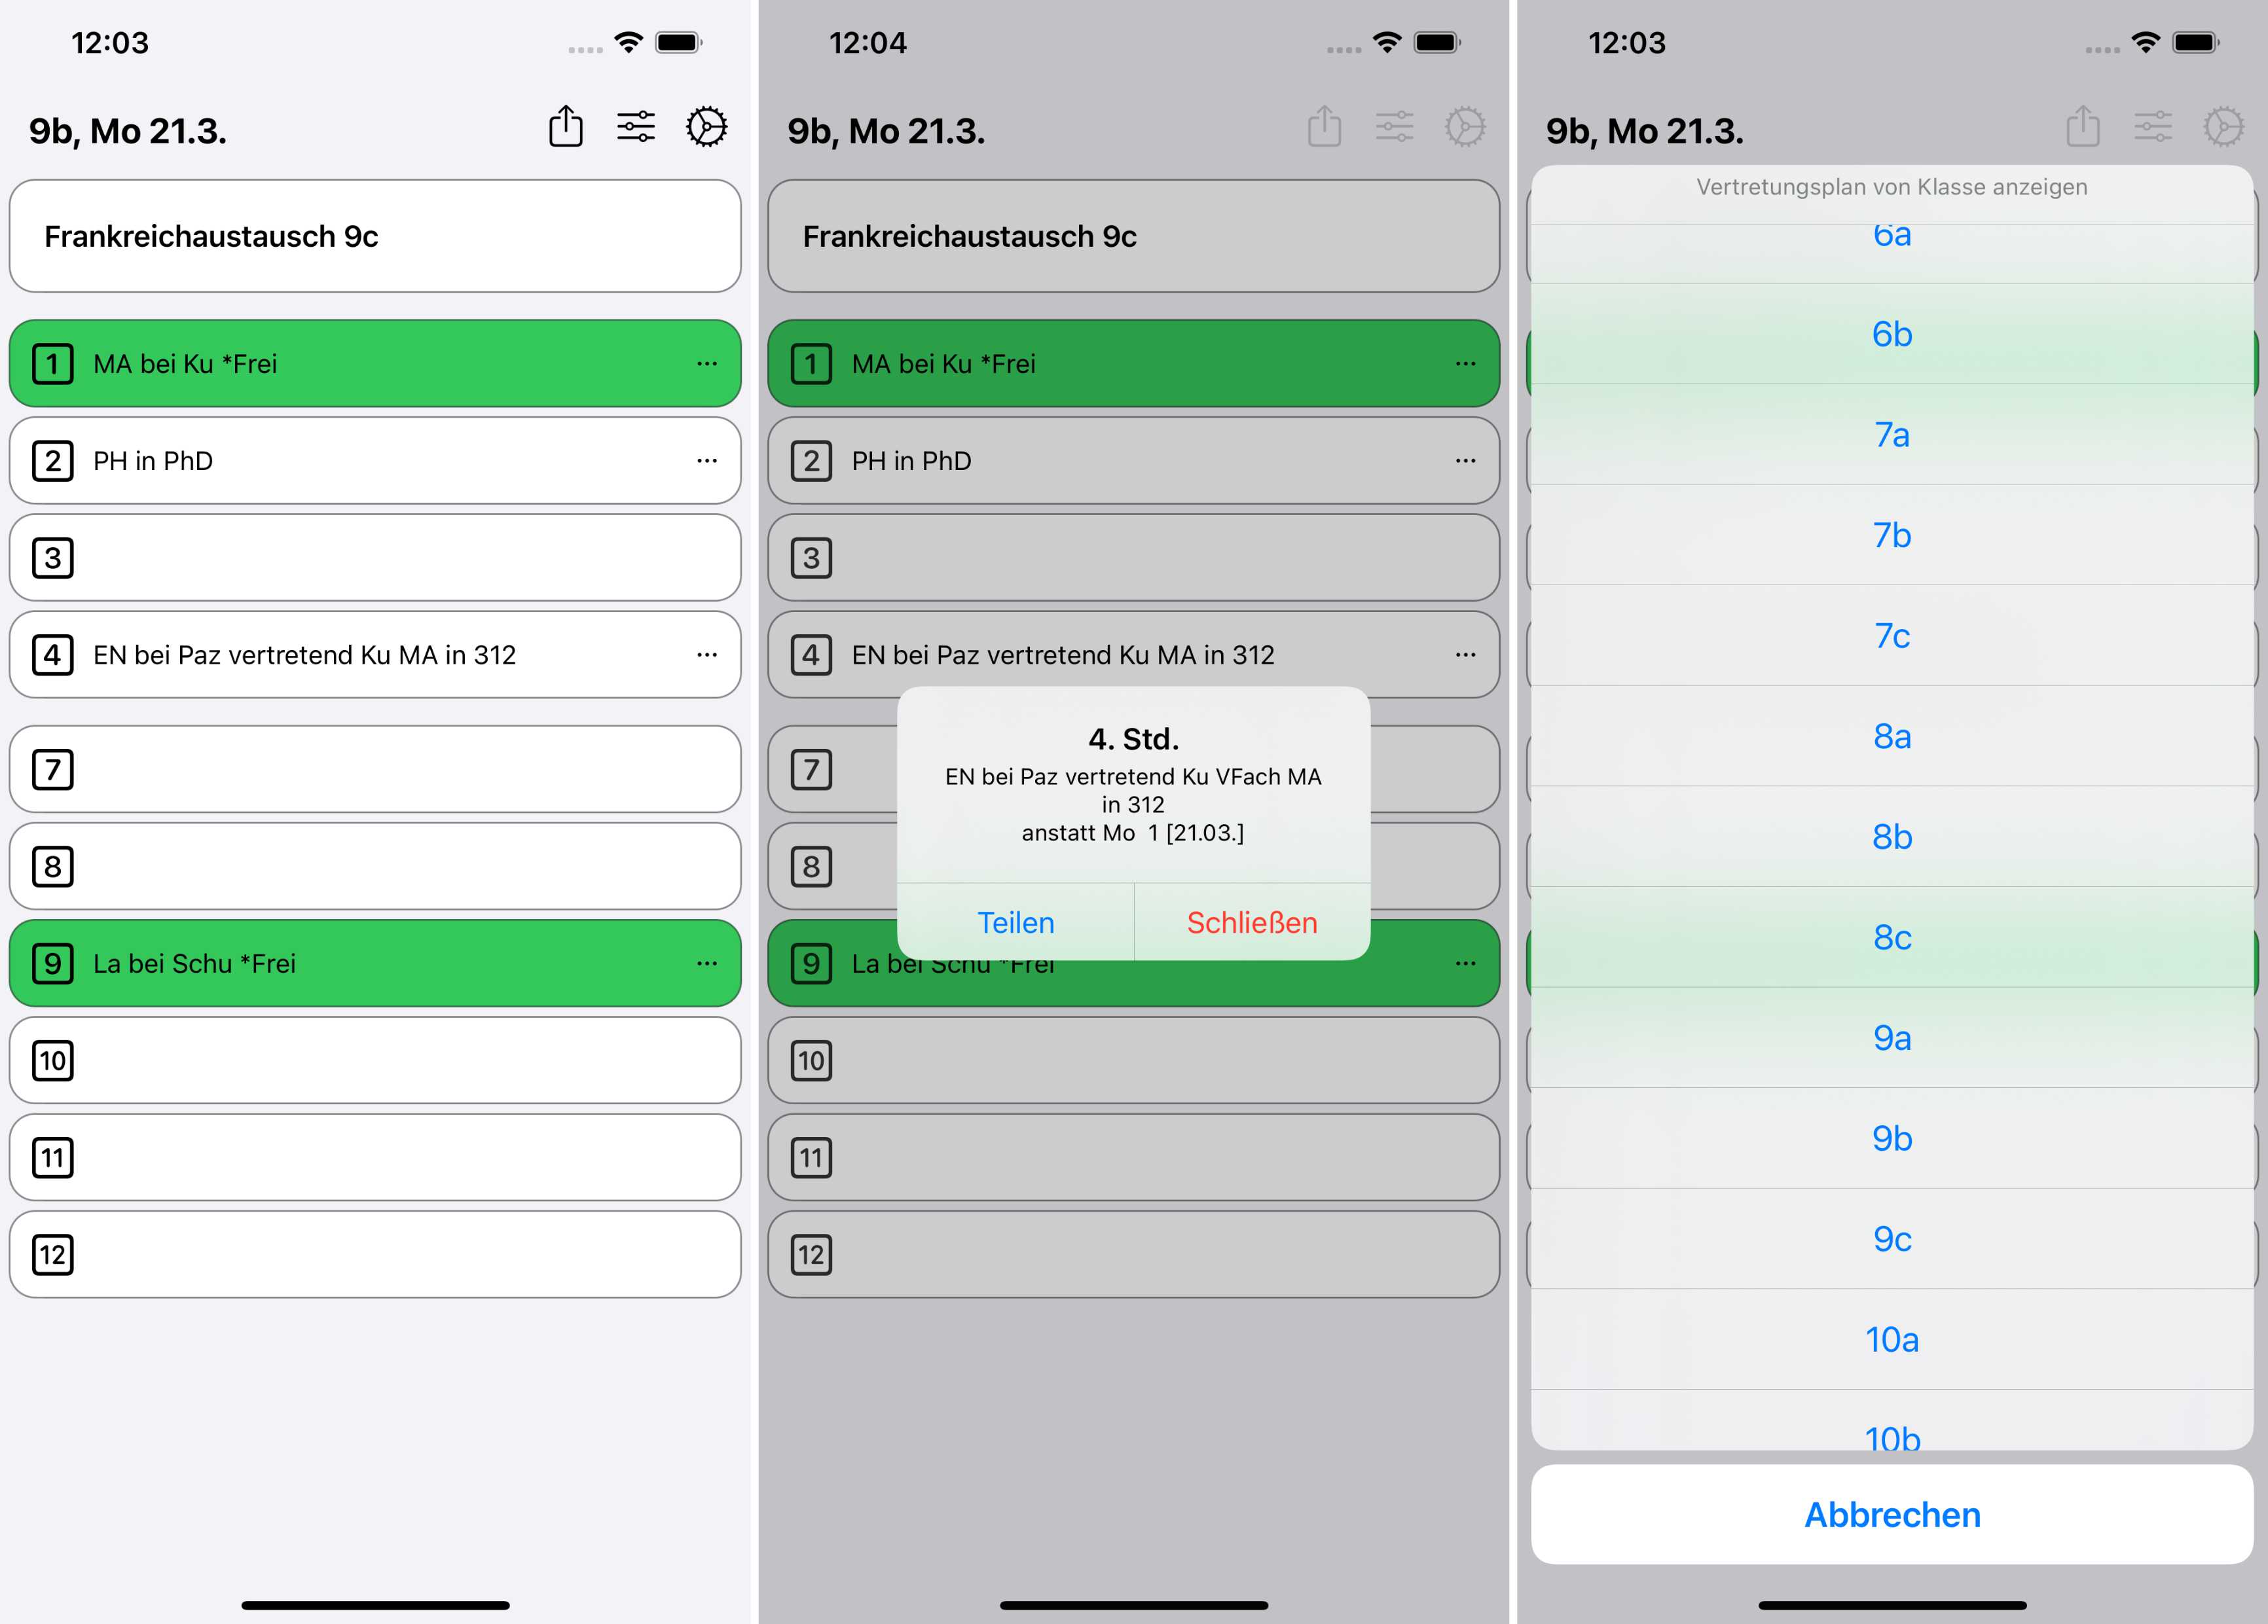 12:03
9b, Mo 21.3.
Frankreichaustausch 9c
1 MA bei Ku *Frei ...
2 PH in PhD ...
3
4 EN bei Paz vertretend Ku MA in 312 ...
7
8
9 La bei Schu *Frei ...
10
11
12
12:04
9b, Mo 21.3.
Frankreichaustausch 9c
1 MA bei Ku *Frei ...
2 PH in PhD ...
3
4 EN bei Paz vertretend Ku MA in 312 ...
4. Std.
EN bei Paz vertretend Ku VFach MA
in 312
anstatt Mo  1 [21.03.]
Teilen Schließen
7
8
9 La bei Schu *Frei ...
10
11
12
12:03
9b, Mo 21.3.
Vertretungsplan von Klasse anzeigen
6a
6b
7a
7b
7c
8a
8b
8c
9a
9b
9c
10a
10b
Abbrechen